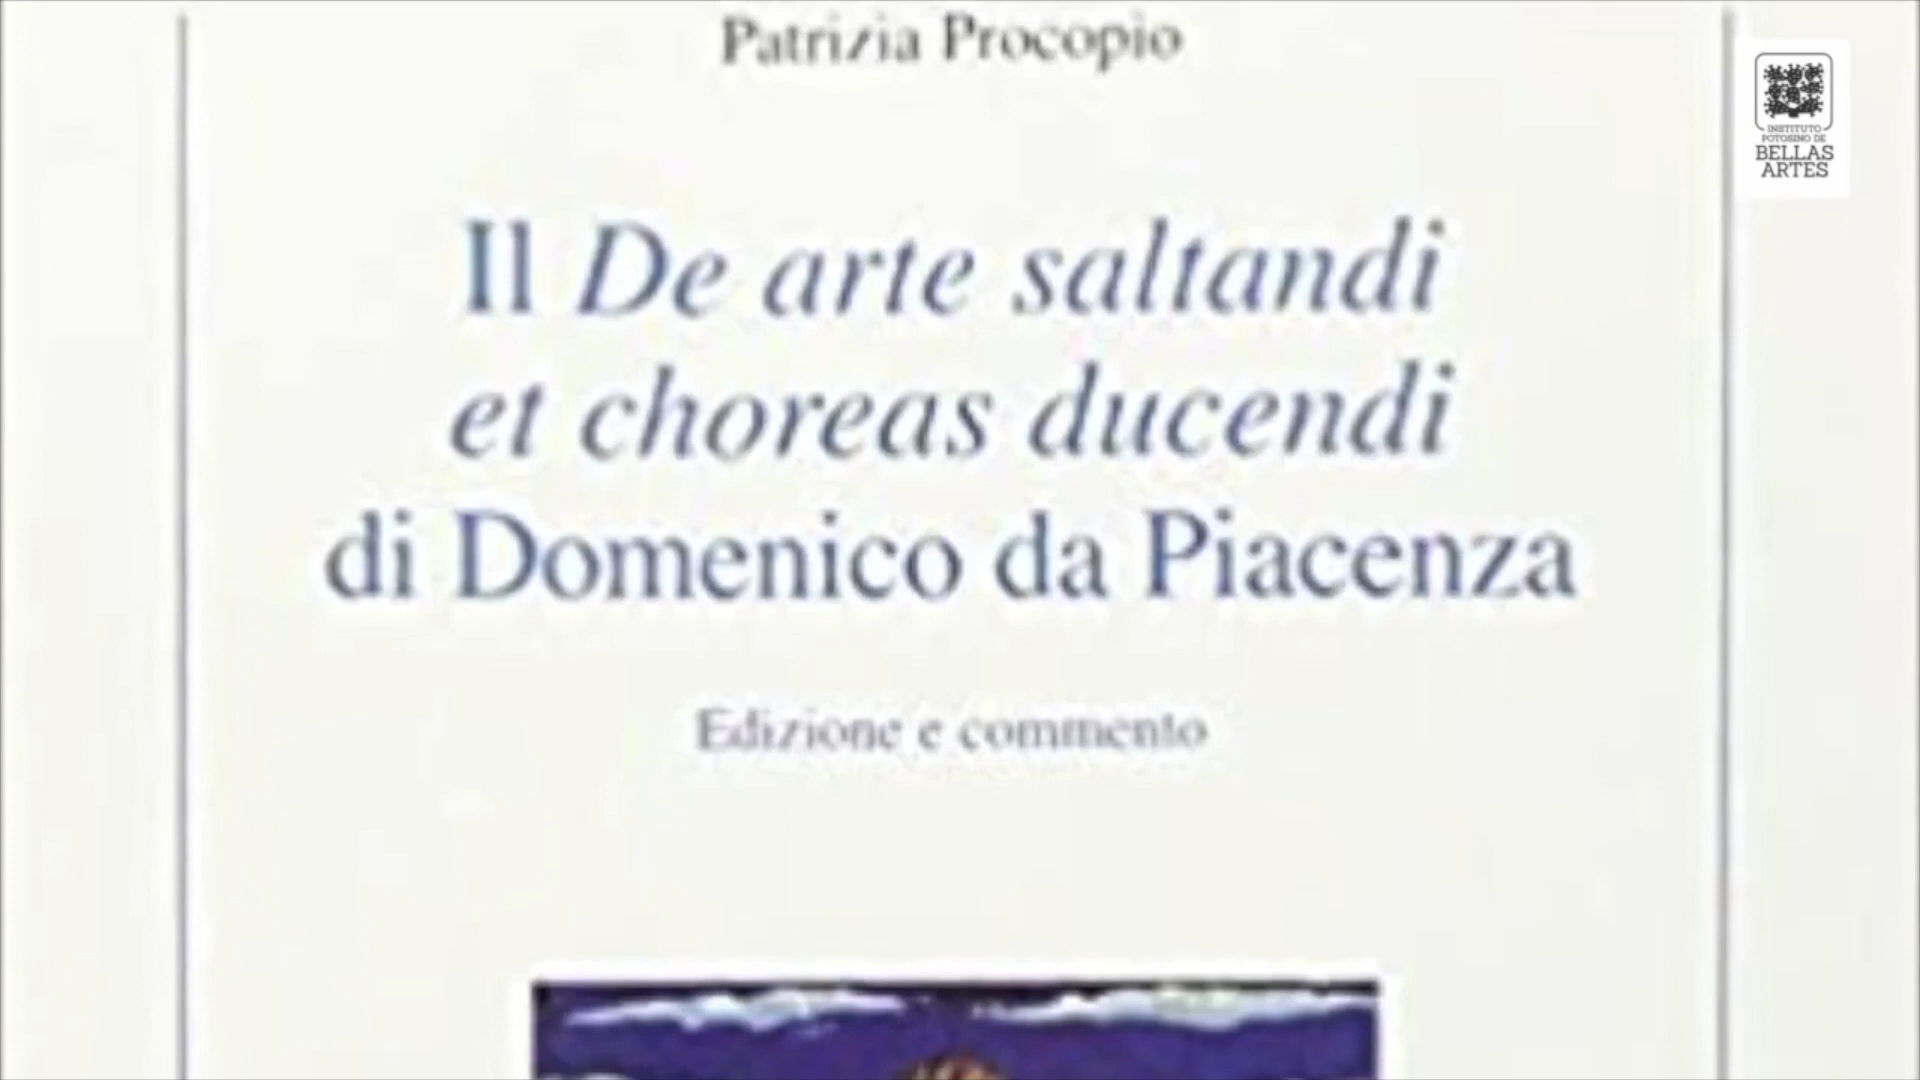 Patrizia Procopio
Il De arte saltandi
et choreas ducendi
di Domenico da Piacenza
Edizione e commento
INSTITUTO
POTOSINO DE
BELLAS
ARTES